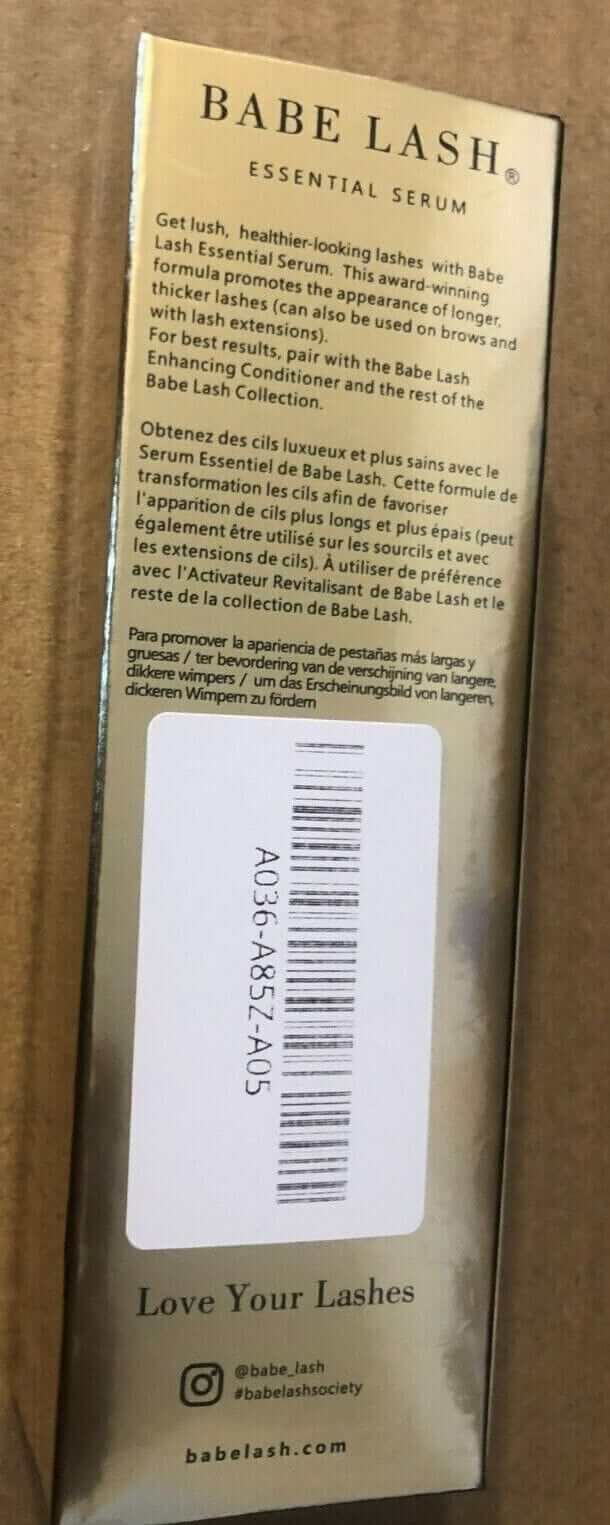 BABE LASH®
ESSENTIAL SERUM
Get lush, healthier-looking lashes with Babe
Lash Essential Serum. This award-winning
formula promotes the appearance of longer,
thicker lashes (can also be used on brows and
with lash extensions).
For best results, pair with the Babe Lash
Enhancing Conditioner and the rest of the
Babe Lash Collection.
Obtenez des cils luxueux et plus sains avec le
Serum Essentiel de Babe Lash. Cette formule de
transformation les cils afin de favoriser
l'apparition de cils plus longs et plus épais (peut
également être utilisé sur les sourcils et avec
les extensions de cils). À utiliser de préférence
avec l'Activateur Revitalisant de Babe Lash et le
reste de la collection de Babe Lash.
Para promover la apariencia de pestañas más largas y
gruesas / ter bevordering van de verschijning van langere,
dikkere wimpers / um das Erscheinungsbild von langeren,
dickeren Wimpern zu fördern
A036-A85Z-A05
Love Your Lashes
@babe_lash
#babelashsociety
babelash.com